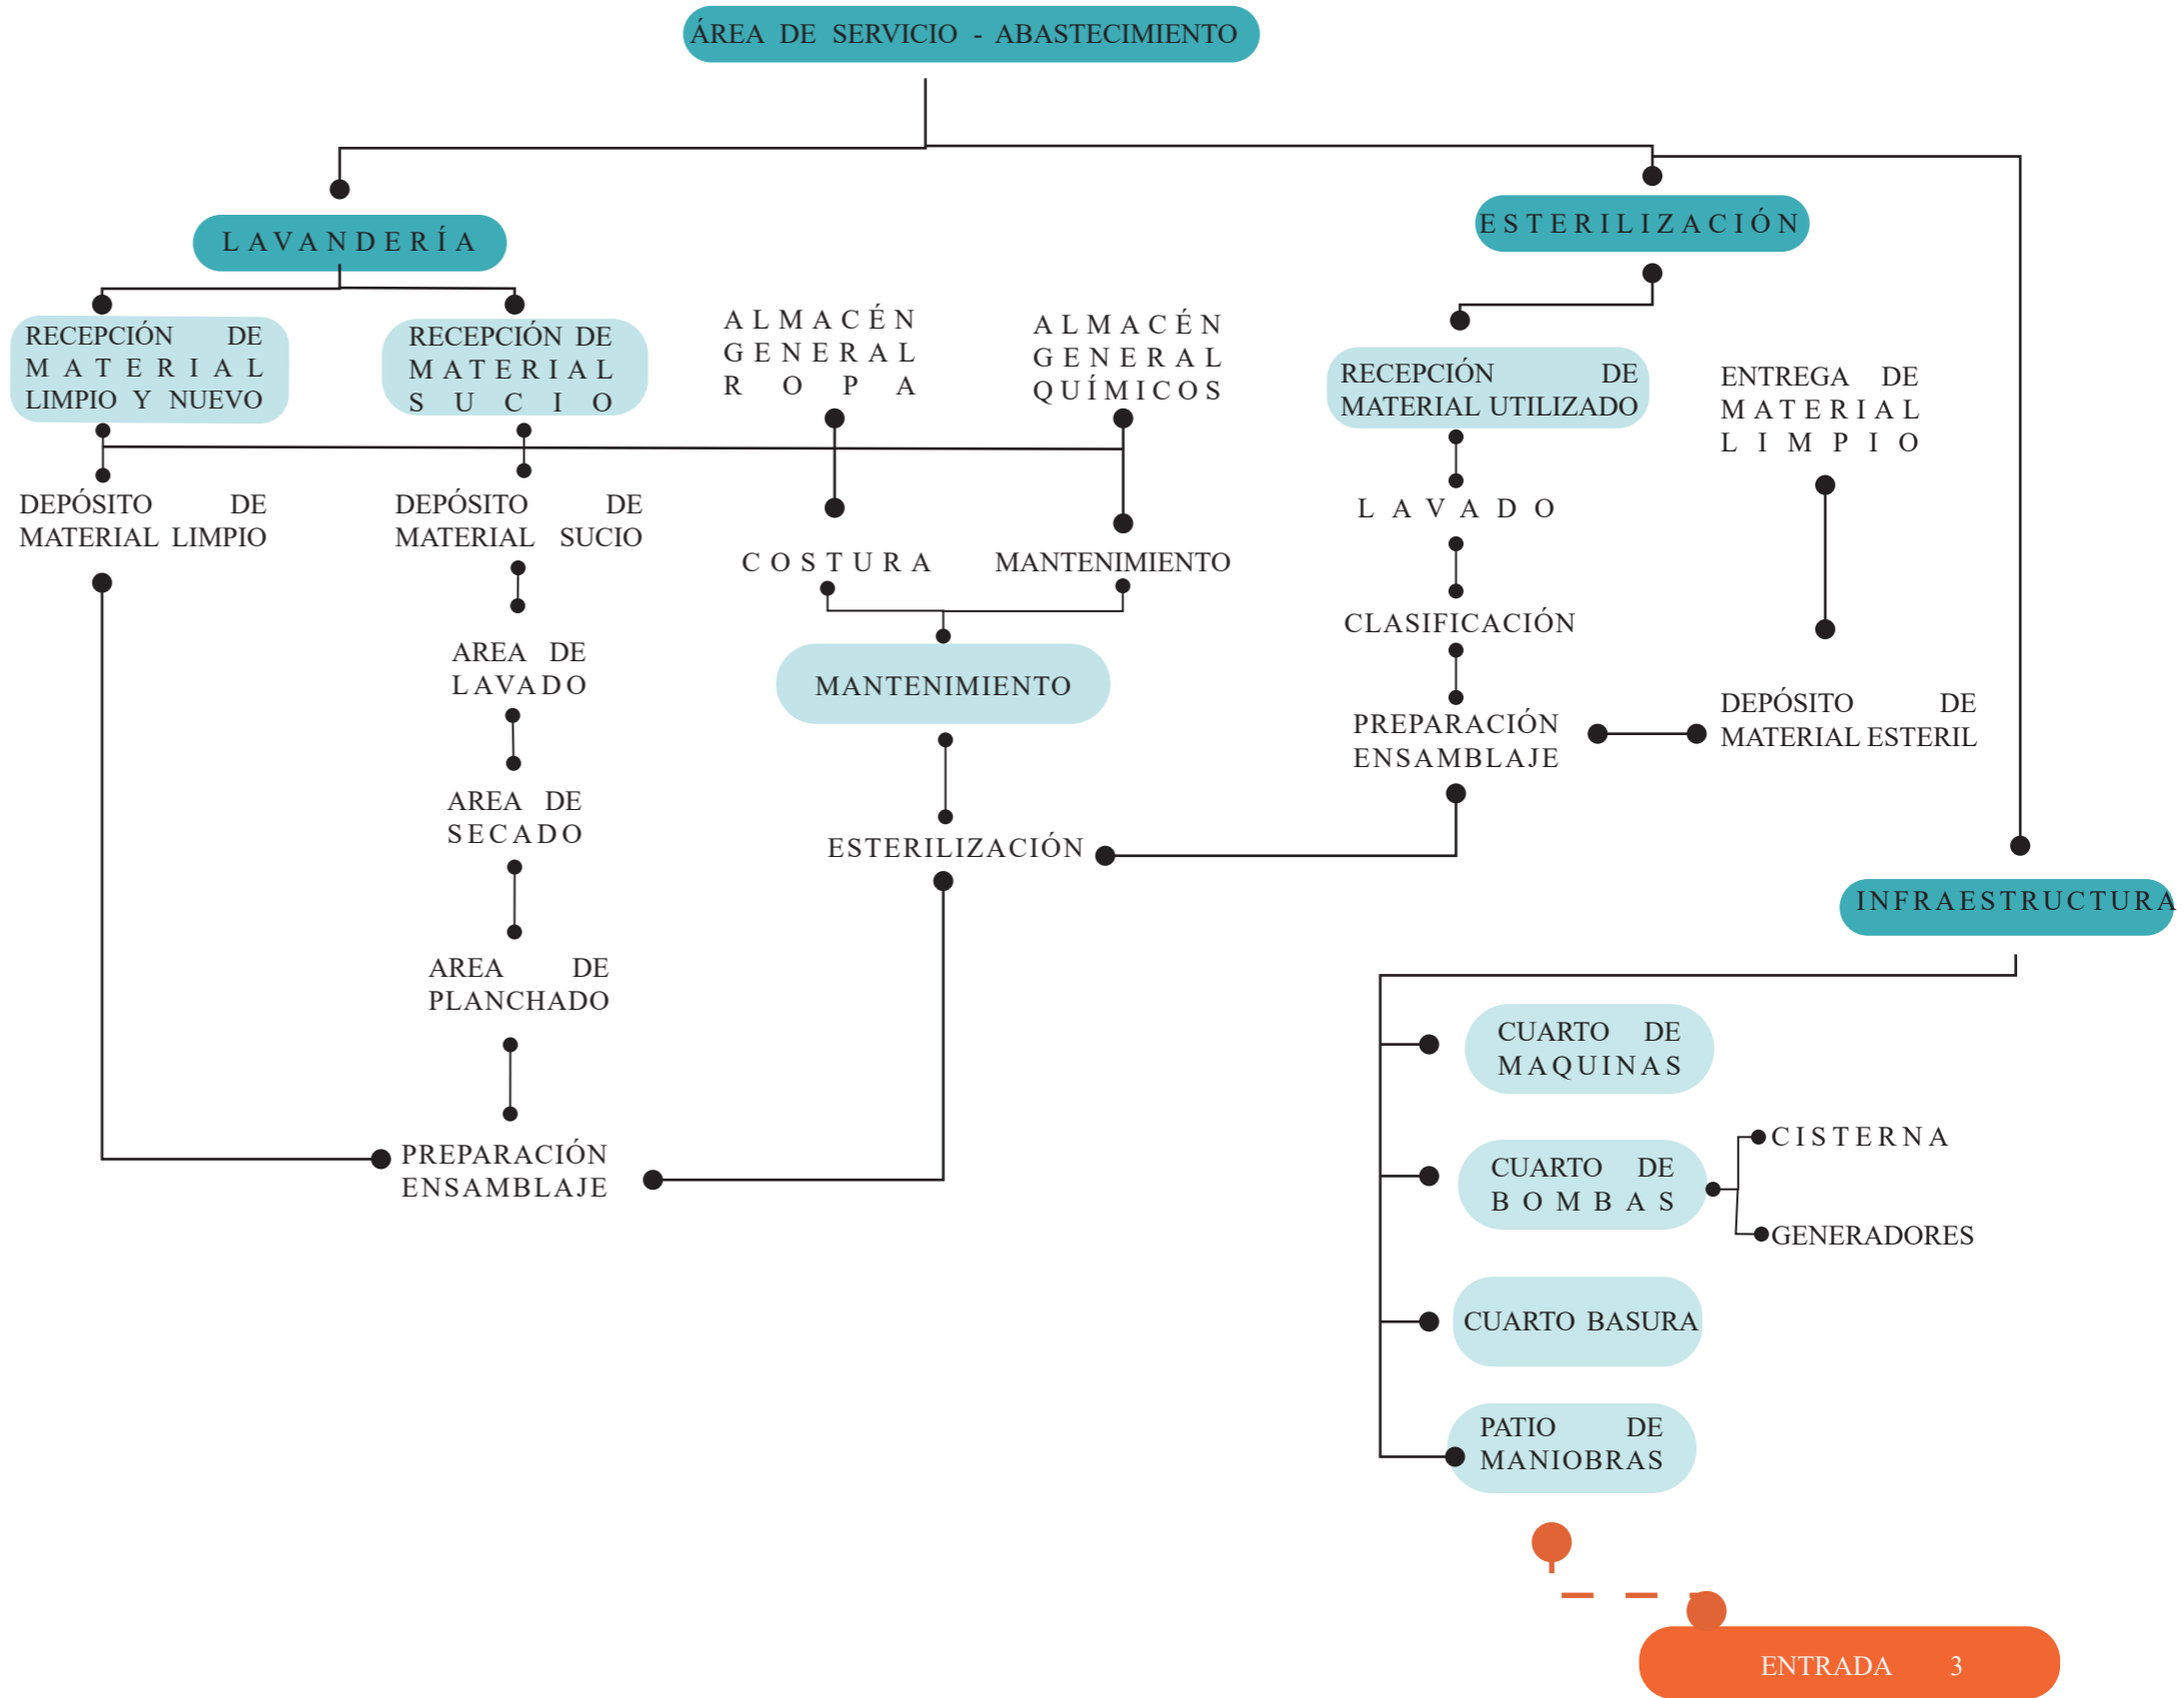 ÁREA DE SERVICIO - ABASTECIMIENTO
LAVANDERÍA
ESTERILIZACIÓN
RECEPCIÓN DE
MATERIAL
LIMPIO Y NUEVO
RECEPCIÓN DE
MATERIAL
SUCIO
ALMACÉN
GENERAL
ROPA
ALMACÉN
GENERAL
QUÍMICOS
RECEPCIÓN DE
MATERIAL UTILIZADO
ENTREGA DE
MATERIAL
LIMPIO
DEPÓSITO DE
MATERIAL LIMPIO
DEPÓSITO DE
MATERIAL SUCIO
COSTURA
MANTENIMIENTO
LAVADO
CLASIFICACIÓN
AREA DE
LAVADO
MANTENIMIENTO
PREPARACIÓN
ENSAMBLAJE
DEPÓSITO DE
MATERIAL ESTERIL
AREA DE
SECADO
ESTERILIZACIÓN
INFRAESTRUCTURA
AREA DE
PLANCHADO
CUARTO DE
MAQUINAS
PREPARACIÓN
ENSAMBLAJE
CUARTO DE
BOMBAS
CISTERNA
GENERADORES
CUARTO BASURA
PATIO DE
MANIOBRAS
ENTRADA 3